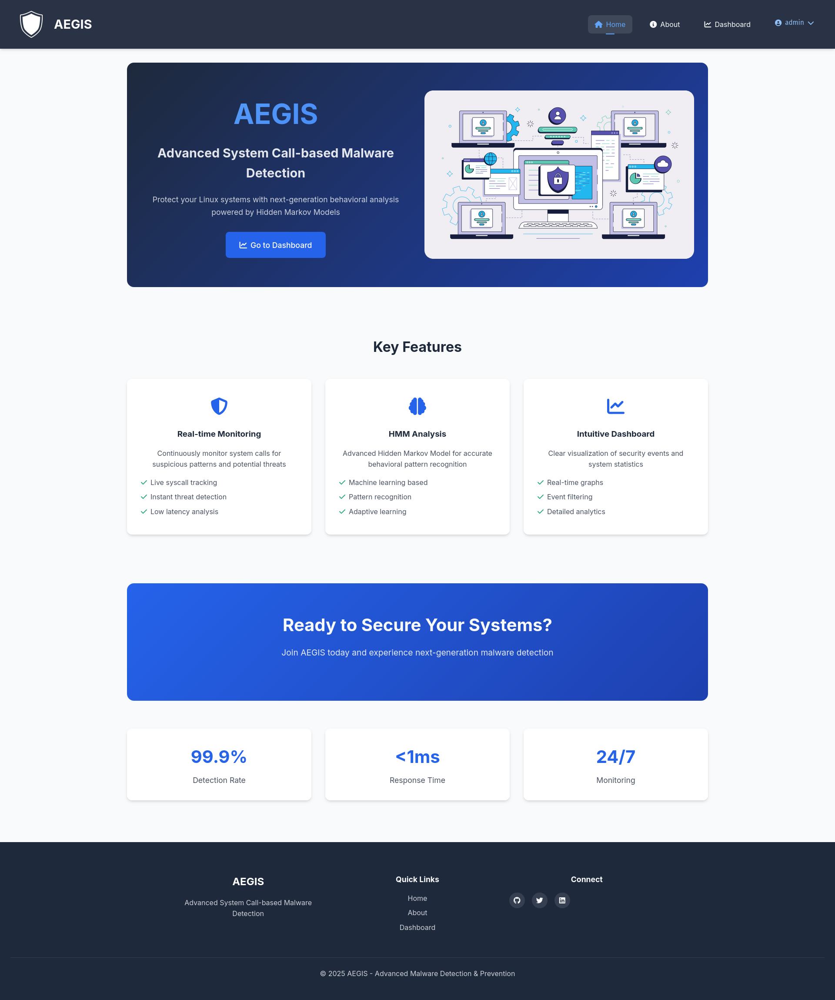 AEGIS
Home
About
Dashboard
admin
AEGIS
Advanced System Call-based Malware
Detection
Protect your Linux systems with next-generation behavioral analysis
powered by Hidden Markov Models
Go to Dashboard
Key Features
Real-time Monitoring
Continuously monitor system calls for
suspicious patterns and potential threats
Live syscall tracking
Instant threat detection
Low latency analysis
HMM Analysis
Advanced Hidden Markov Model for accurate
behavioral pattern recognition
Machine learning based
Pattern recognition
Adaptive learning
Intuitive Dashboard
Clear visualization of security events and
system statistics
Real-time graphs
Event filtering
Detailed analytics
Ready to Secure Your Systems?
Join AEGIS today and experience next-generation malware detection
99.9%
Detection Rate
<1ms
Response Time
24/7
Monitoring
AEGIS
Advanced System Call-based Malware
Detection
Quick Links
Home
About
Dashboard
Connect
© 2025 AEGIS - Advanced Malware Detection & Prevention